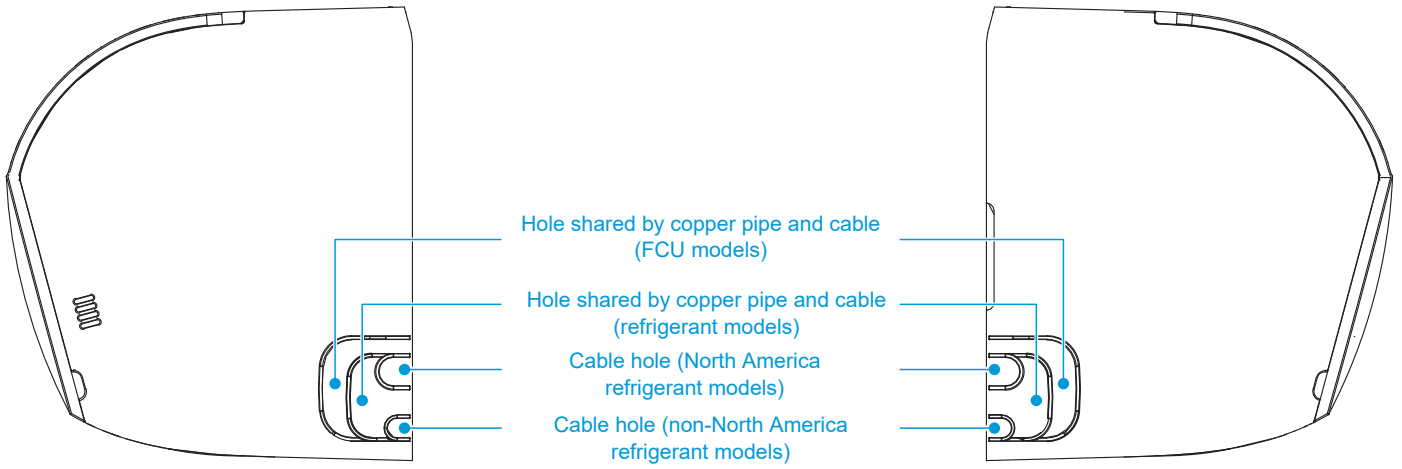 Hole shared by copper pipe and cable
(FCU models)
Hole shared by copper pipe and cable
(refrigerant models)
Cable hole (North America
refrigerant models)
Cable hole (non-North America
refrigerant models)